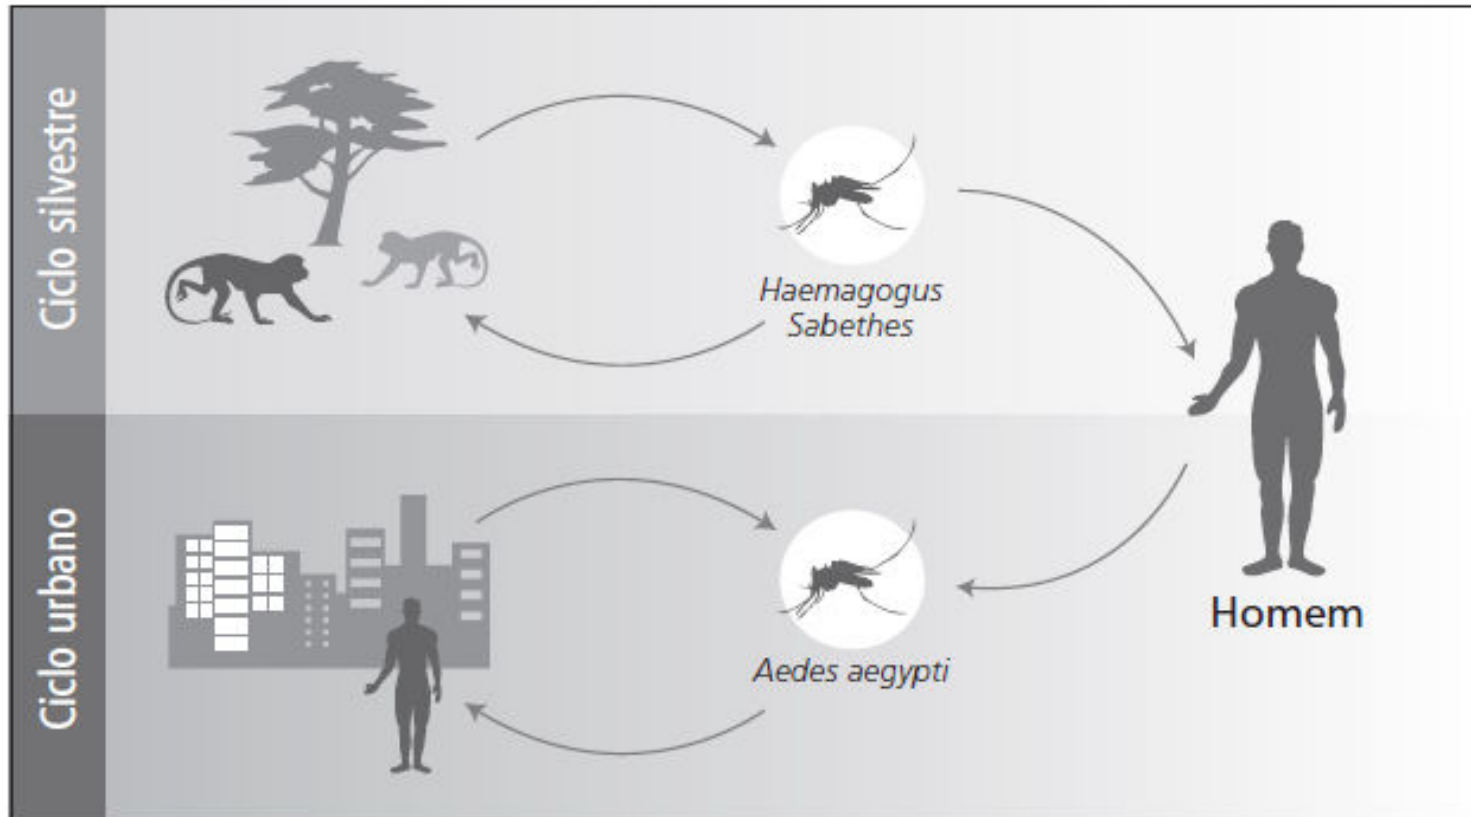 Ciclo silvestre
Haemagogus
Sabethes
Homem
Ciclo urbano
Aedes aegypti